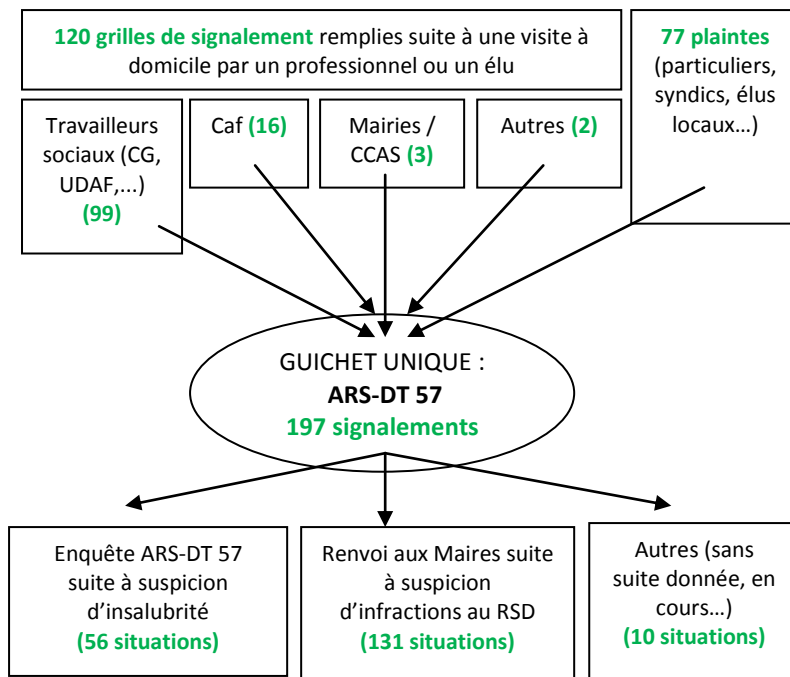 120 grilles de signalement remplies suite à une visite à
domicile par un professionnel ou un élu
77 plaintes
(particuliers,
syndics, élus
locaux…)
Travailleurs
sociaux (CG,
UDAF,...)
(99)
Caf (16)
Mairies /
CCAS (3)
Autres (2)
GUICHET UNIQUE :
ARS-DT 57
197 signalements
Enquête ARS-DT 57
suite à suspicion
d’insalubrité
(56 situations)
Renvoi aux Maires suite
à suspicion
d’infractions au RSD
(131 situations)
Autres (sans
suite donnée, en
cours…)
(10 situations)